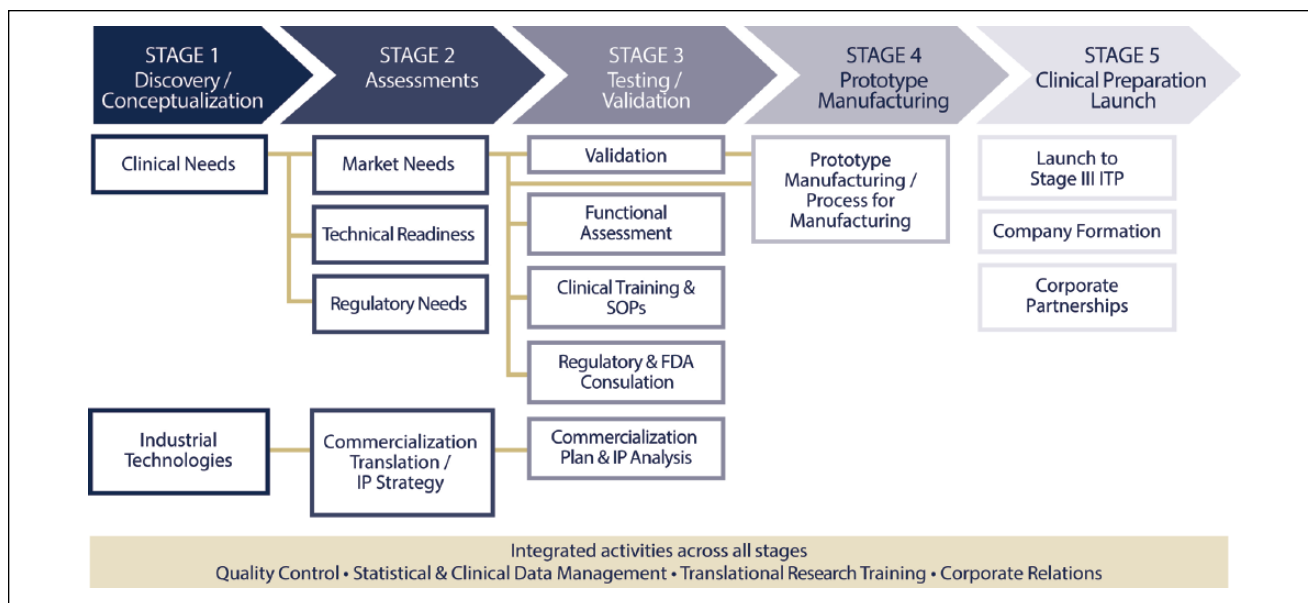 STAGE 1
Discovery /
Conceptualization
STAGE 2
Assessments
STAGE 3
Testing /
Validation
STAGE 4
Prototype
Manufacturing
STAGE 5
Clinical Preparation
Launch
Clinical Needs
Market Needs
Technical Readiness
Regulatory Needs
Validation
Functional
Assessment
Clinical Training &
SOPs
Regulatory & FDA
Consulation
Prototype
Manufacturing /
Process for
Manufacturing
Launch to
Stage III ITP
Company Formation
Corporate
Partnerships
Industrial
Technologies
Commercialization
Translation /
IP Strategy
Commercialization
Plan & IP Analysis
Integrated activities across all stages
Quality Control • Statistical & Clinical Data Management • Translational Research Training • Corporate Relations